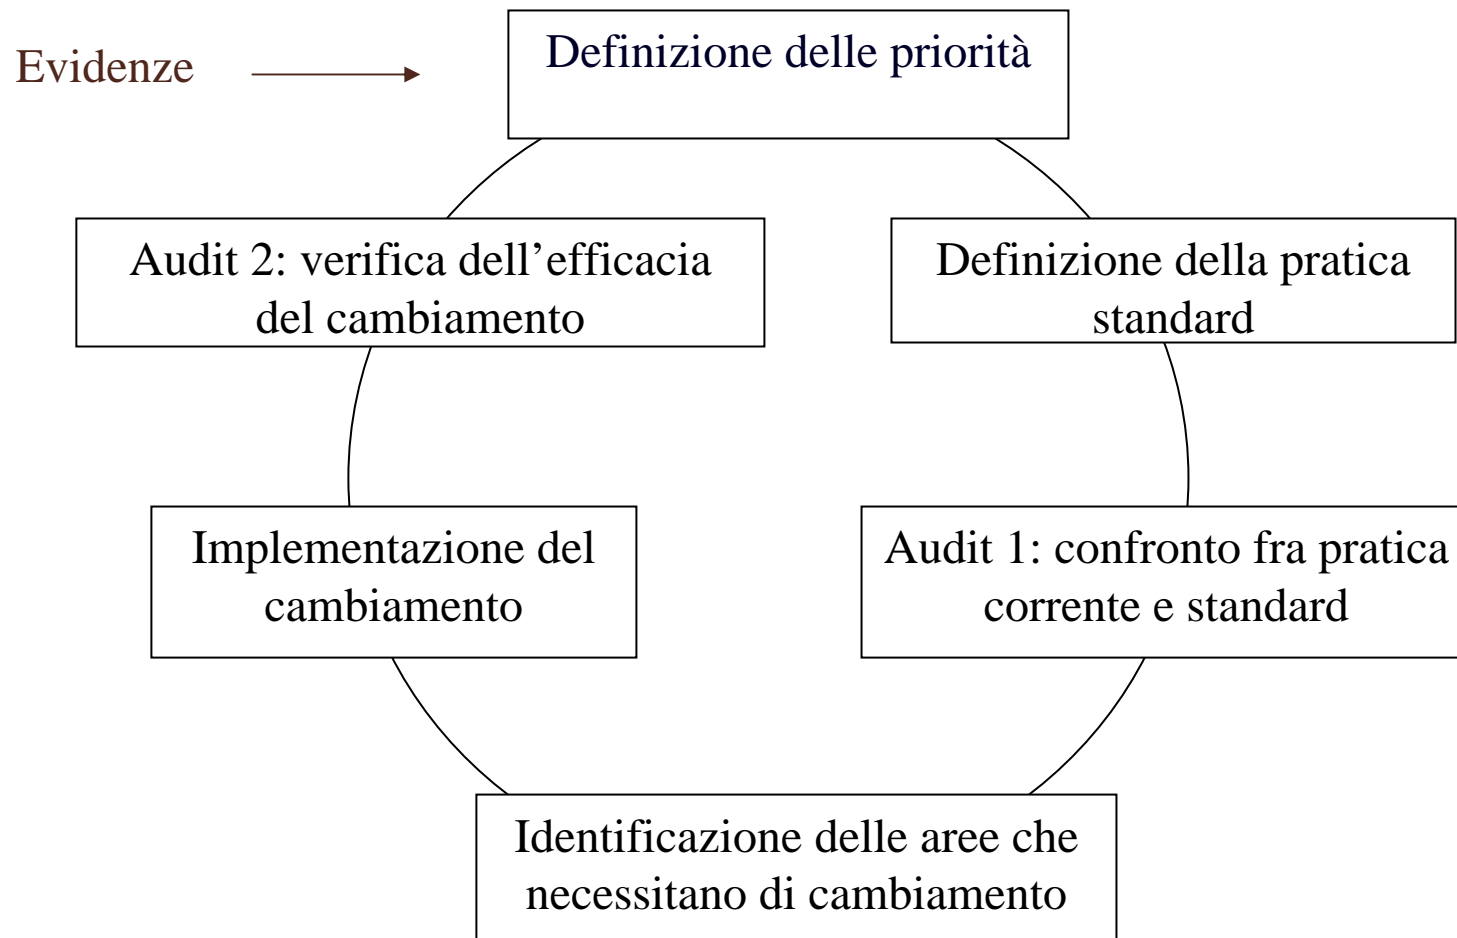 Evidenze
Definizione delle priorità
Definizione della pratica
standard
Audit 1: confronto fra pratica
corrente e standard
Identificazione delle aree che
necessitano di cambiamento
Implementazione del
cambiamento
Audit 2: verifica dell’efficacia
del cambiamento